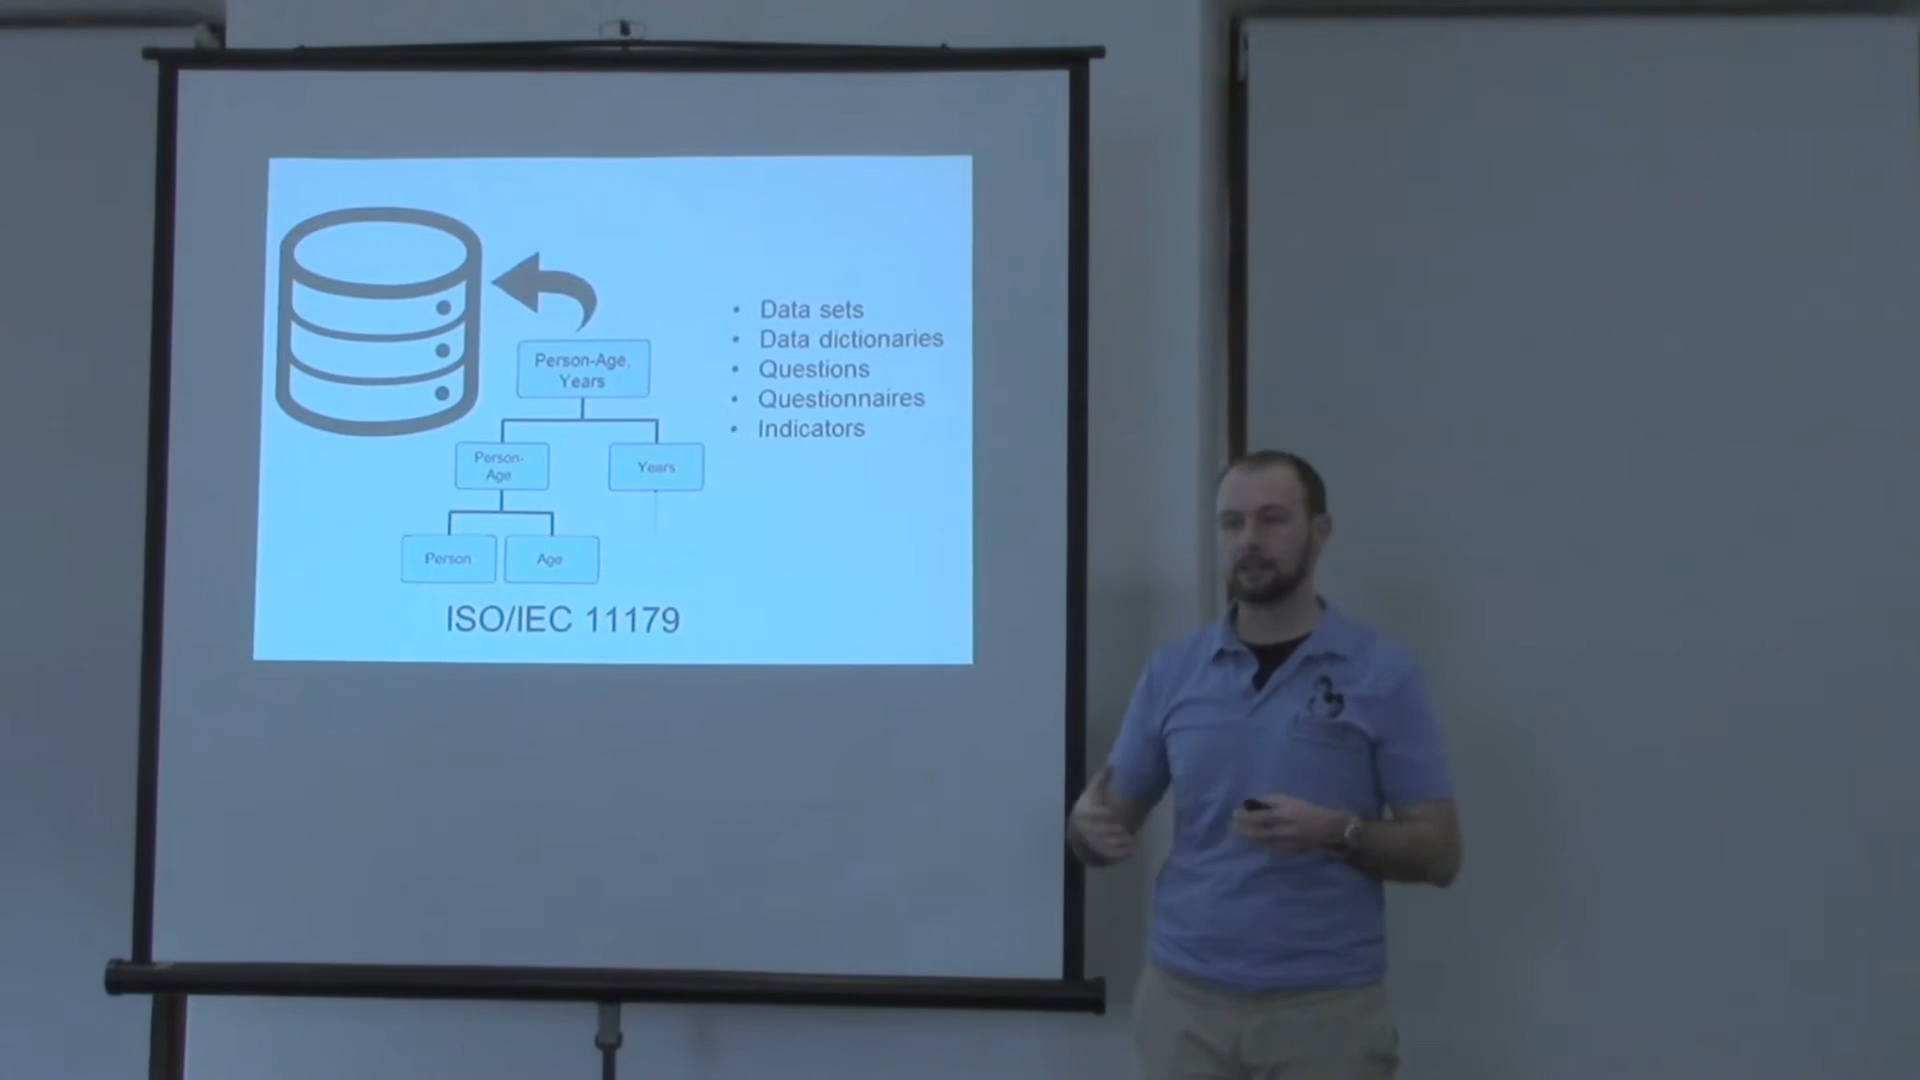 Person-Age,
Years
Person-
Age
Years
Person
Age
ISO/IEC 11179
• Data sets
• Data dictionaries
• Questions
• Questionnaires
• Indicators